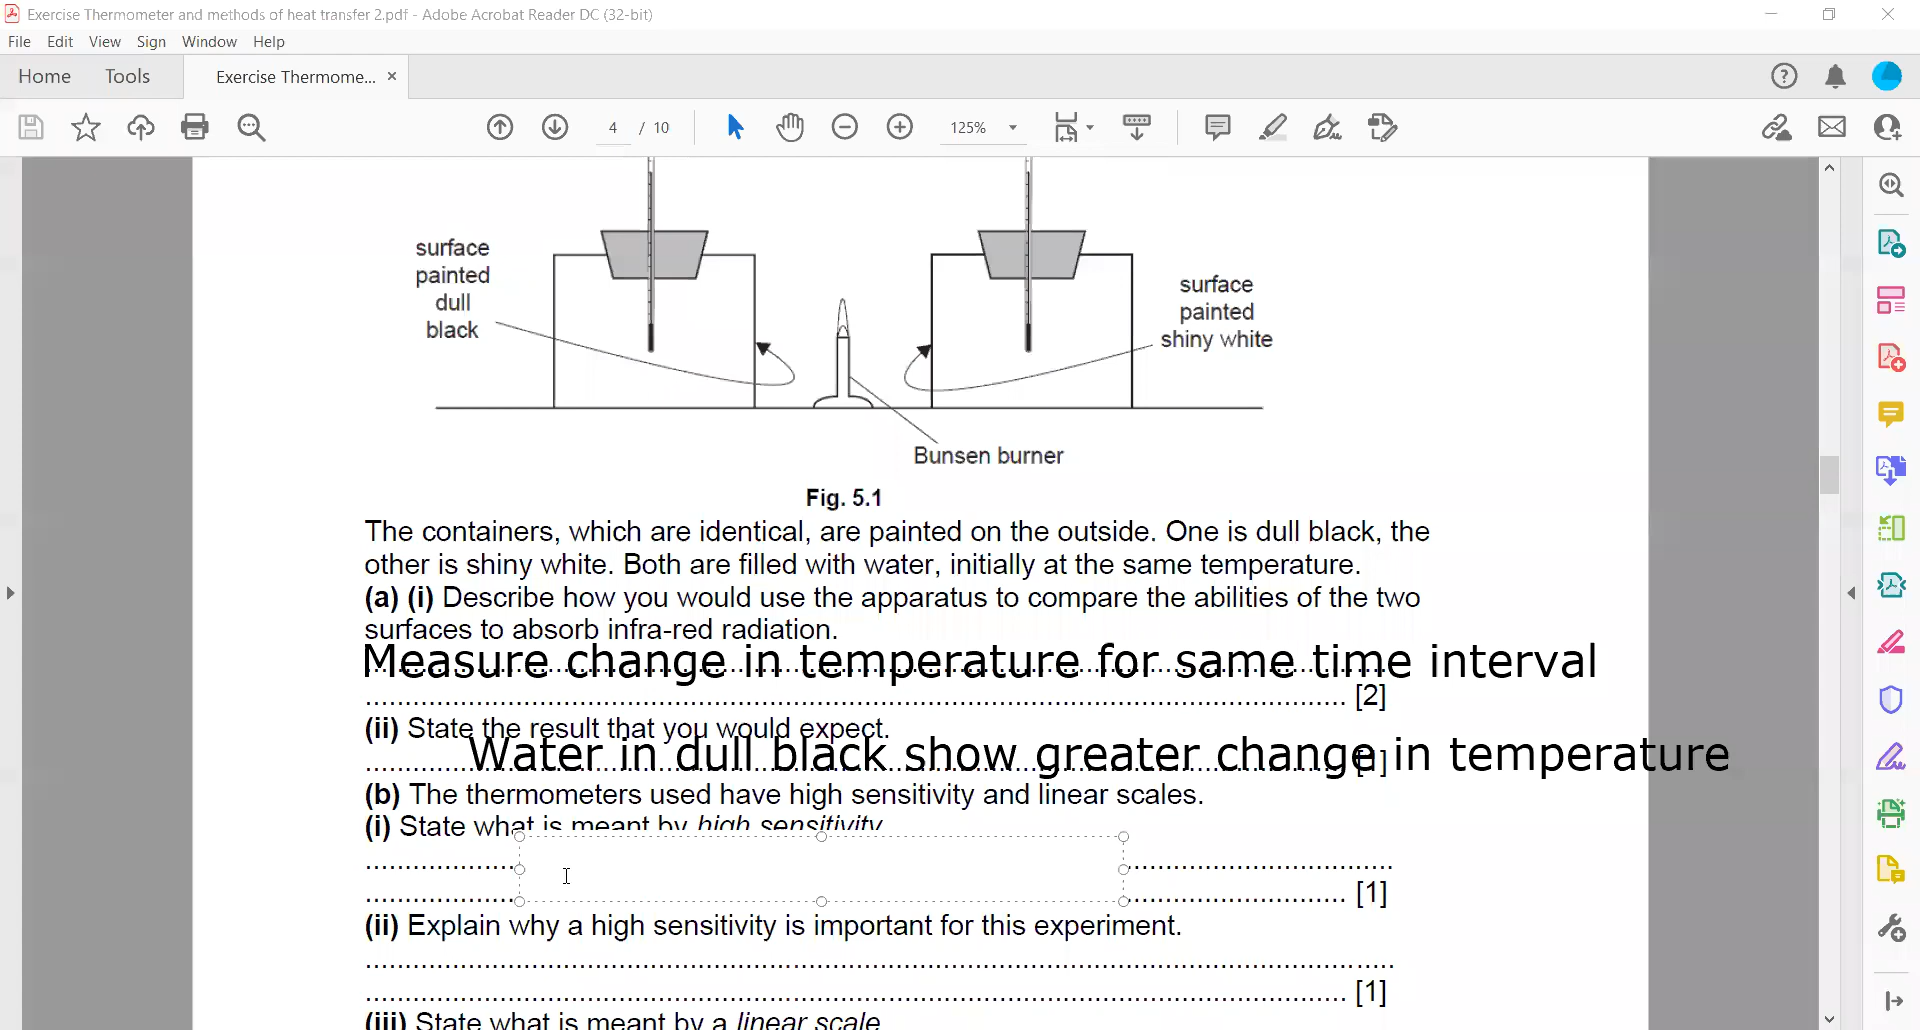 Exercise Thermometer and methods of heat transfer 2.pdf - Adobe Acrobat Reader DC (32-bit)
File Edit View Sign Window Help
Home Tools Exercise Thermome... ×
4 / 10 125%
surface
painted
dull
black
surface
painted
shiny white
Bunsen burner
Fig. 5.1
The containers, which are identical, are painted on the outside. One is dull black, the
other is shiny white. Both are filled with water, initially at the same temperature.
(a) (i) Describe how you would use the apparatus to compare the abilities of the two
surfaces to absorb infra-red radiation.
Measure change in temperature for same time interval
[2]
(ii) State the result that you would expect.
Water in dull black show greater change in temperature
[1]
(b) The thermometers used have high sensitivity and linear scales.
(i) State what is meant by high sensitivity
[1]
(ii) Explain why a high sensitivity is important for this experiment.
[1]
(iii) State what is meant by a linear scale